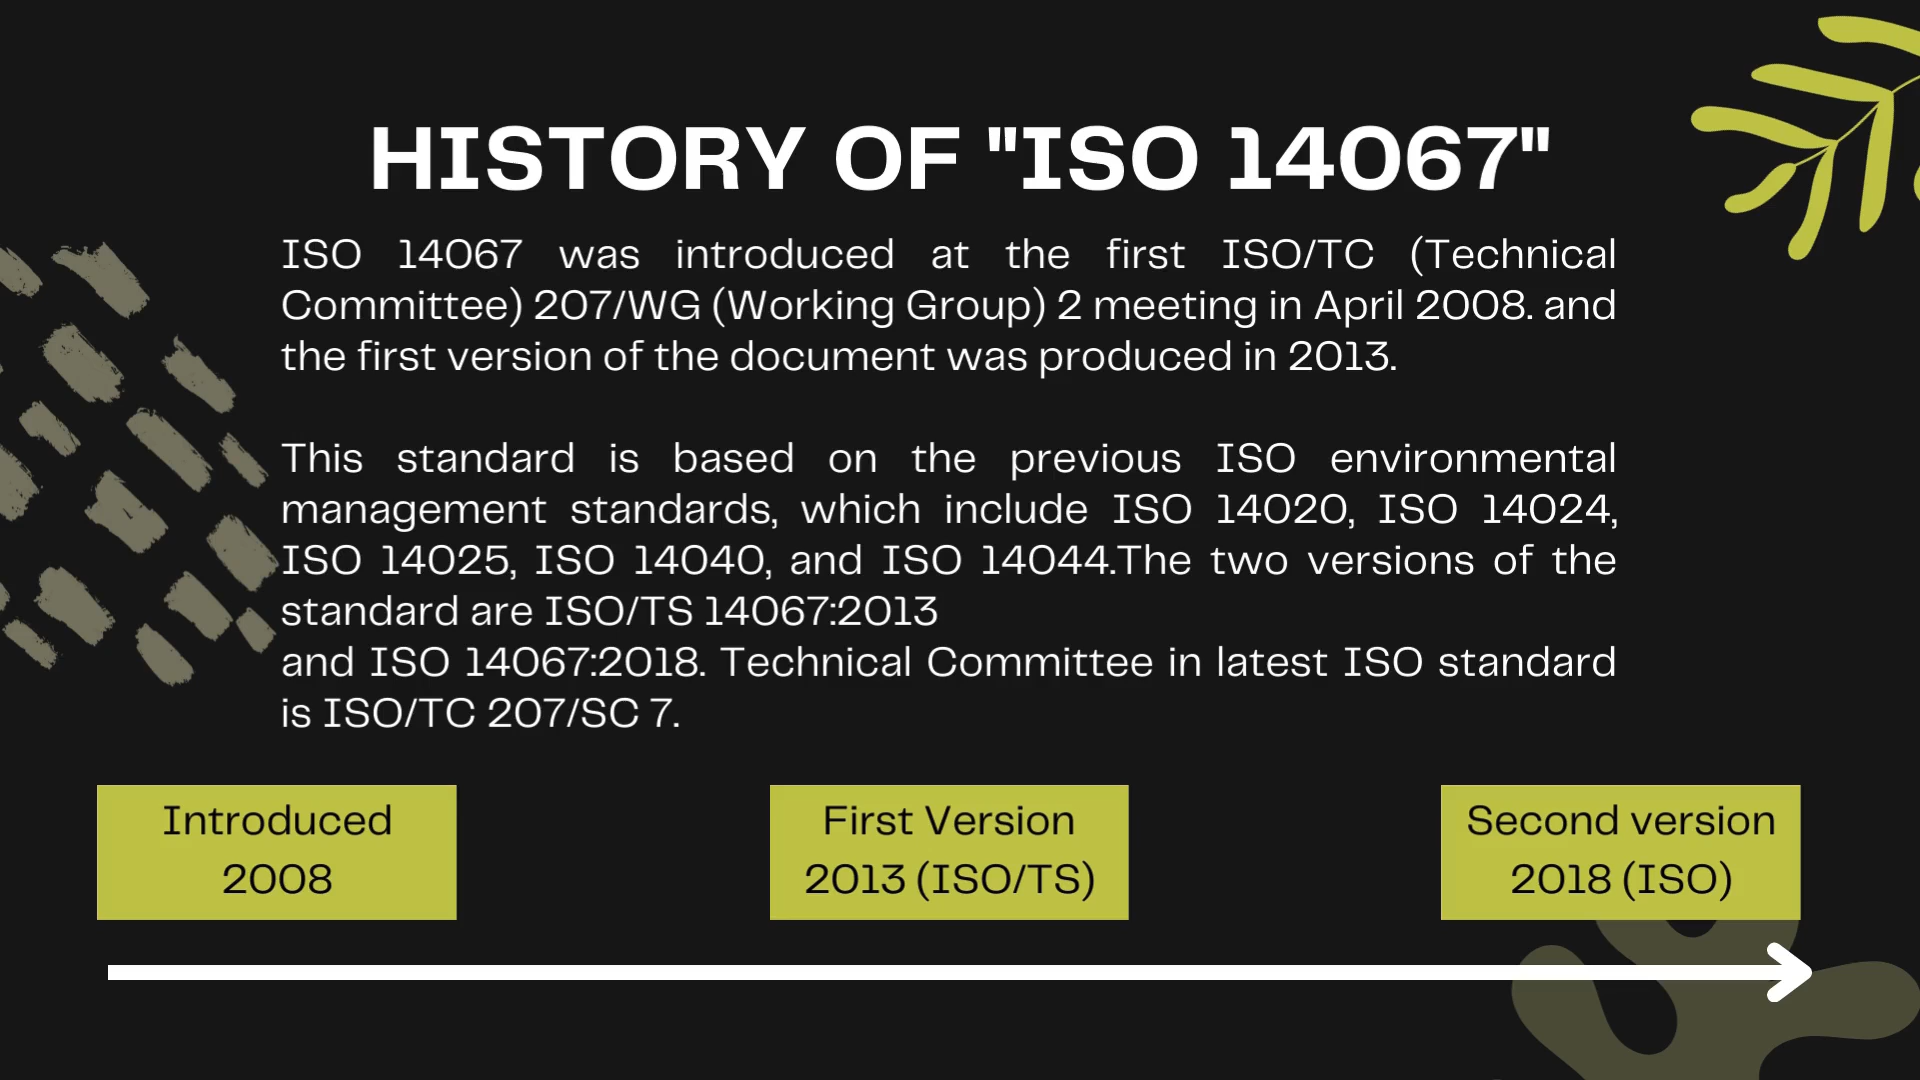 HISTORY OF "ISO 14067"
ISO 14067 was introduced at the first ISO/TC (Technical
Committee) 207/WG (Working Group) 2 meeting in April 2008. and
the first version of the document was produced in 2013.
This standard is based on the previous ISO environmental
management standards, which include ISO 14020, ISO 14024,
ISO 14025, ISO 14040, and ISO 14044.The two versions of the
standard are ISO/TS 14067:2013
and ISO 14067:2018. Technical Committee in latest ISO standard
is ISO/TC 207/SC 7.
Introduced
2008
First Version
2013 (ISO/TS)
Second version
2018 (ISO)